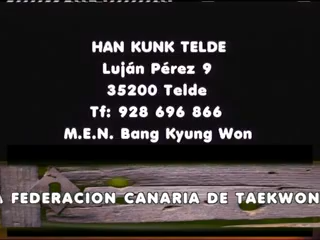 HAN KUNK TELDE
Luján Pérez 9
35200 Telde
Tf: 928 696 866
M.E.N. Bang Kyung Won
A FEDERACION CANARIA DE TAEKWON